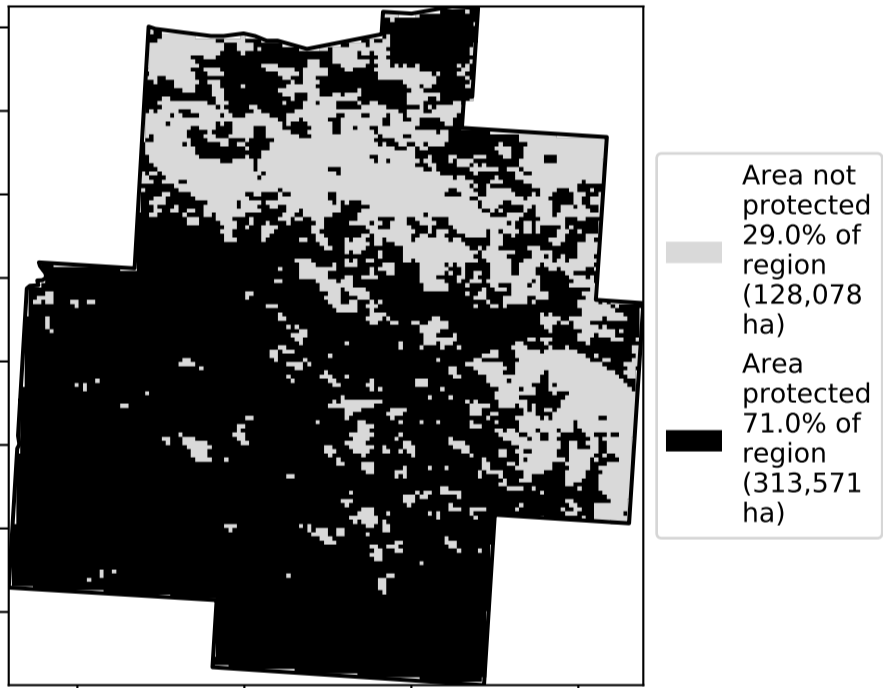 Area not
protected
29.0% of
region
(128,078
ha)
Area
protected
71.0% of
region
(313,571
ha)